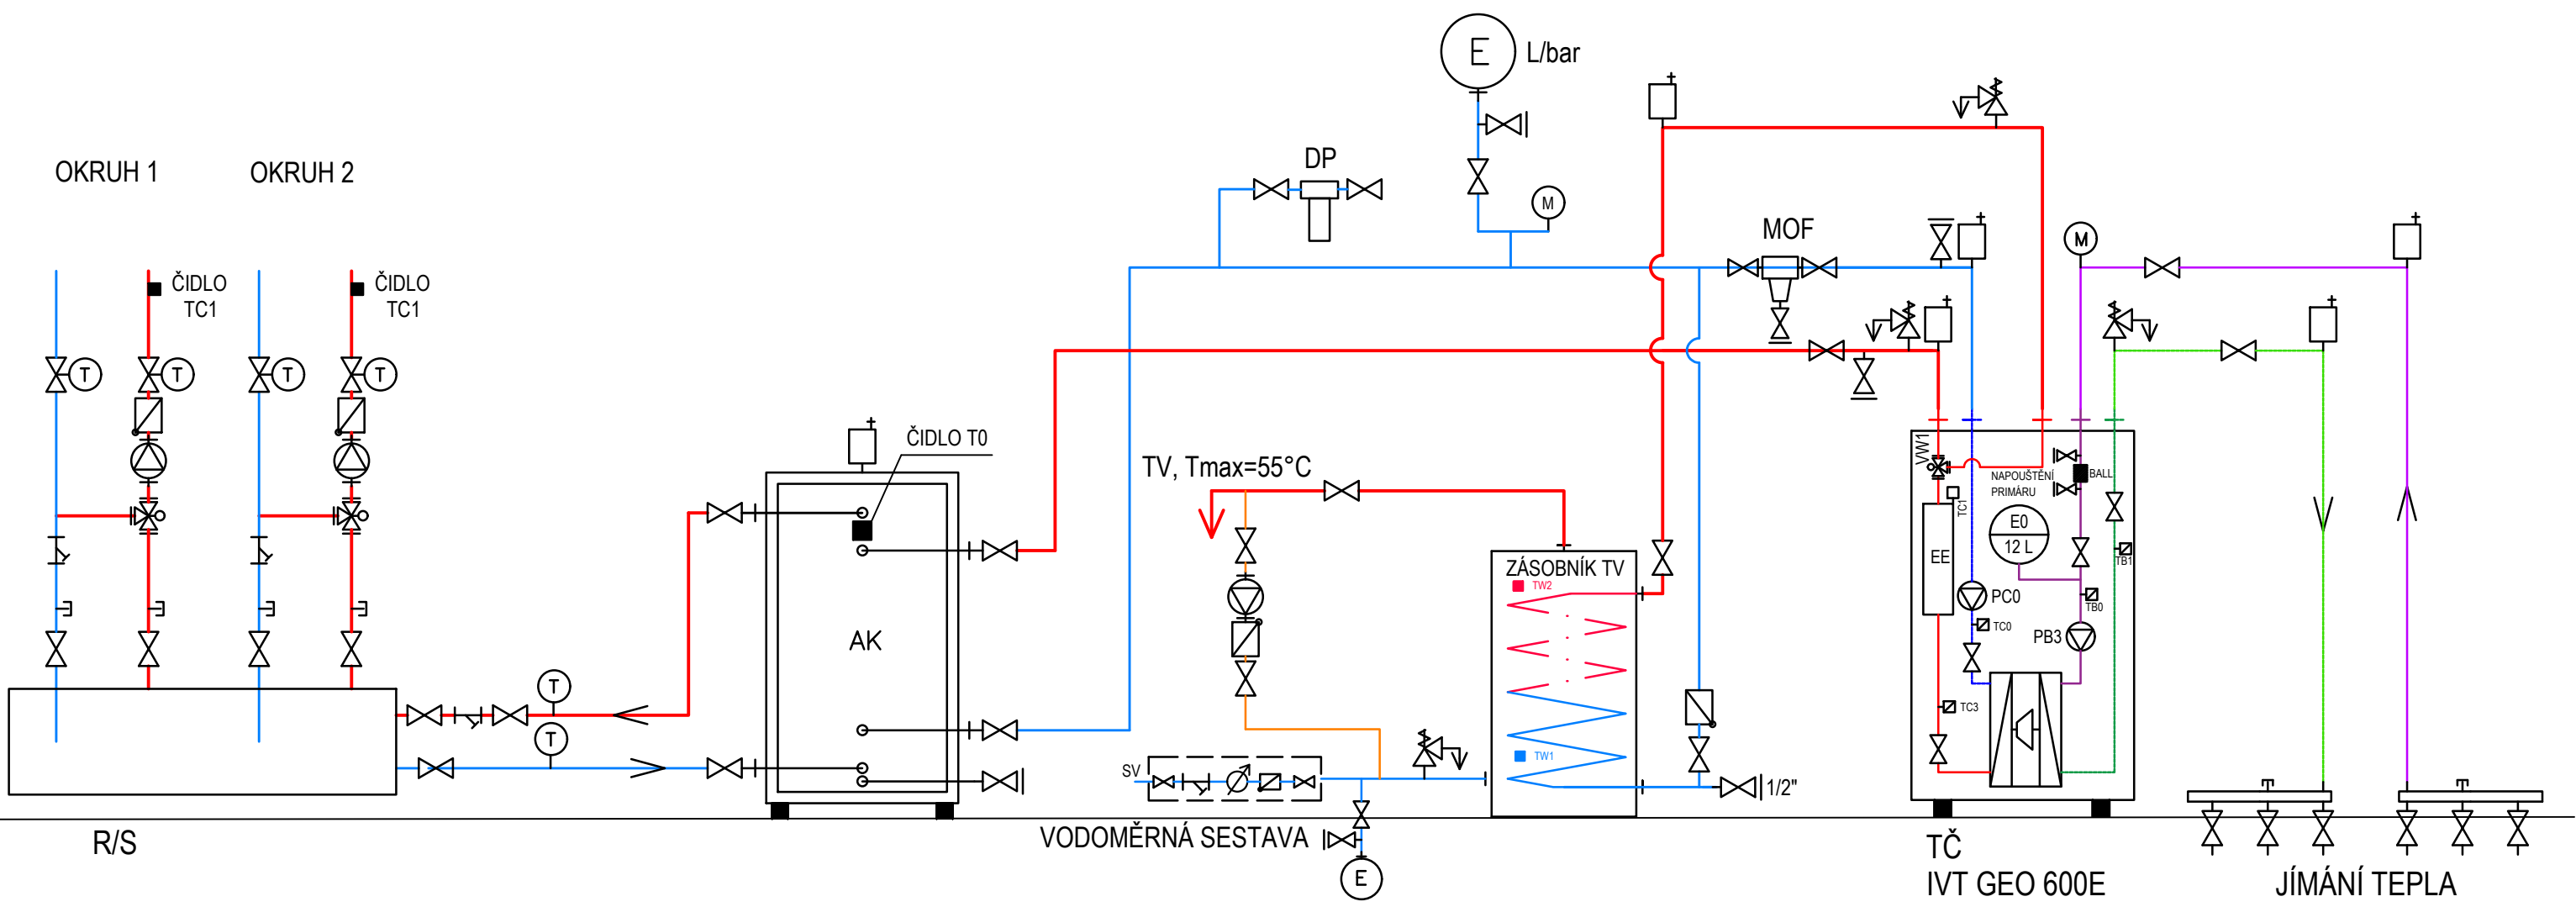 E
L/bar
DP
M
OKRUH 1
OKRUH 2
MOF
M
ČIDLO
TC1
ČIDLO
TC1
T
T
T
T
ČIDLO T0
TV, Tmax=55°C
VW1
NAPOUŠTĚNÍ
PRIMÁRU
BALL
TC1
E0
12 L
EE
TB1
ZÁSOBNÍK TV
TW2
PC0
TB0
TC0
PB3
AK
T
T
TC3
TW1
SV
1/2"
VODOMĚRNÁ SESTAVA
R/S
E
TČ
IVT GEO 600E
JÍMÁNÍ TEPLA